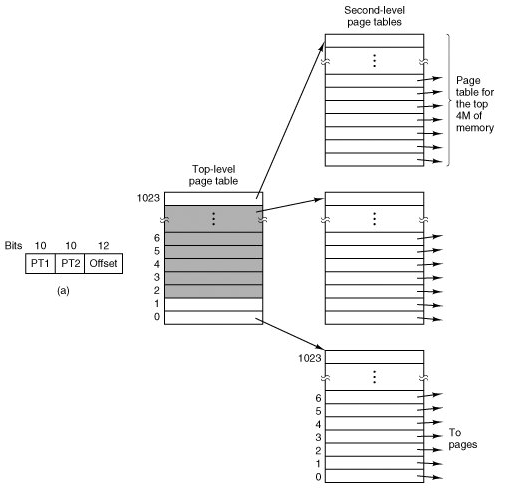 Second-level
page tables
Page
table for
the top
4M of
memory
Top-level
page table
1023
6
5
4
3
2
1
0
Bits 10 10 12
PT1 PT2 Offset
(a)
1023
6
5
4
3
2
1
0
To
pages